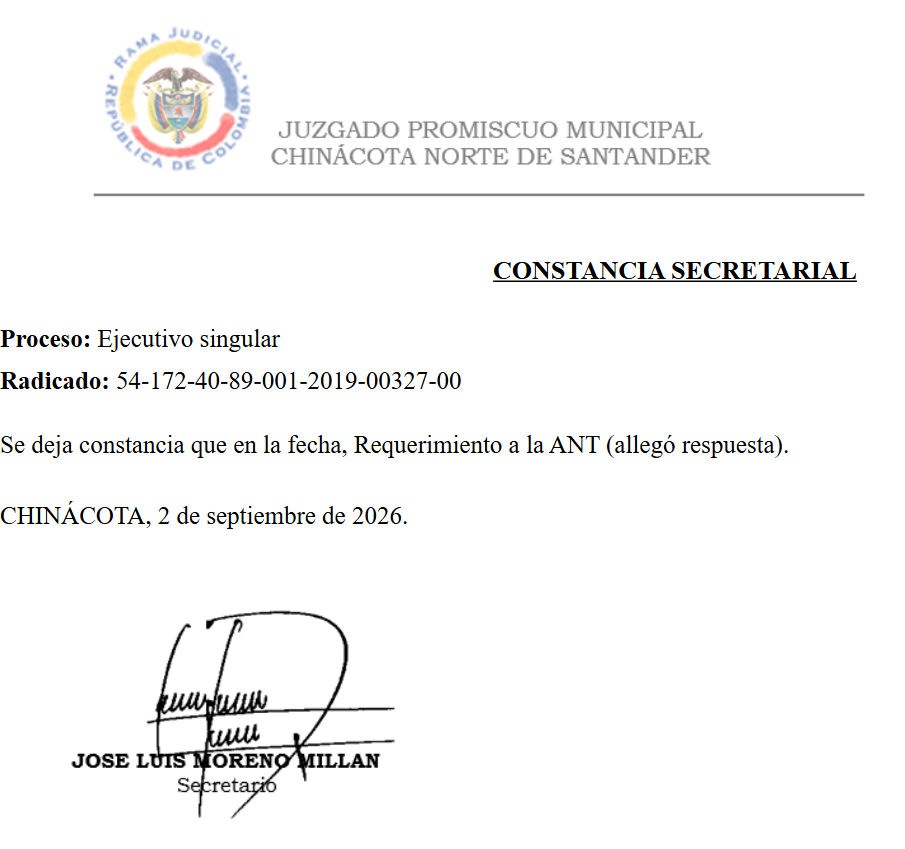 RAMA JUDICIAL
REPÚBLICA DE COLOMBIA
JUZGADO PROMISCUO MUNICIPAL
CHINÁCOTA NORTE DE SANTANDER
CONSTANCIA SECRETARIAL
Proceso: Ejecutivo singular
Radicado: 54-172-40-89-001-2019-00327-00
Se deja constancia que en la fecha, Requerimiento a la ANT (allegó respuesta).
CHINÁCOTA, 2 de septiembre de 2026.
JOSE LUIS MORENO MILLAN
Secretario